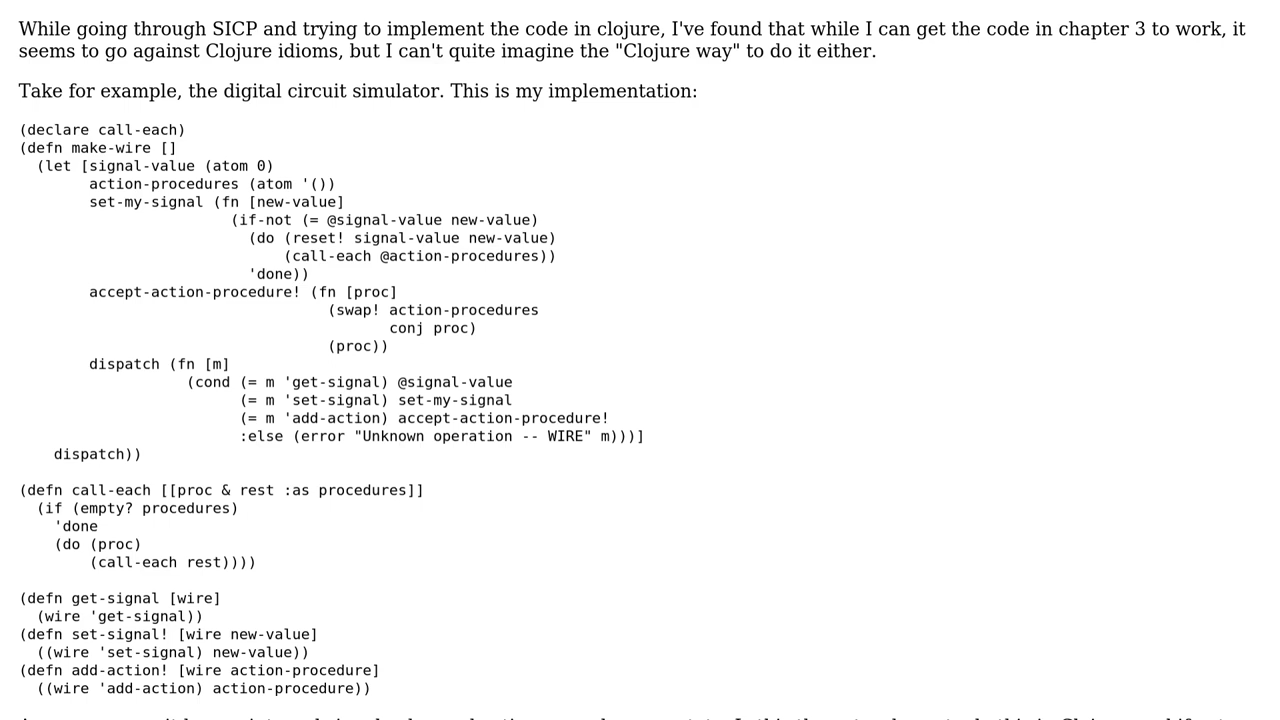 While going through SICP and trying to implement the code in clojure, I've found that while I can get the code in chapter 3 to work, it
seems to go against Clojure idioms, but I can't quite imagine the "Clojure way" to do it either.
Take for example, the digital circuit simulator. This is my implementation:
(declare call-each)
(defn make-wire []
  (let [signal-value (atom 0)
        action-procedures (atom '())
        set-my-signal (fn [new-value]
                        (if-not (= @signal-value new-value)
                          (do (reset! signal-value new-value)
                              (call-each @action-procedures))
                          'done))
        accept-action-procedure! (fn [proc]
                                   (swap! action-procedures
                                          conj proc)
                                   (proc))
        dispatch (fn [m]
                   (cond (= m 'get-signal) @signal-value
                         (= m 'set-signal) set-my-signal
                         (= m 'add-action) accept-action-procedure!
                         :else (error "Unknown operation -- WIRE" m)))]
    dispatch))
(defn call-each [[proc & rest :as procedures]]
  (if (empty? procedures)
    'done
    (do (proc)
        (call-each rest))))
(defn get-signal [wire]
  (wire 'get-signal))
(defn set-signal! [wire new-value]
  ((wire 'set-signal) new-value))
(defn add-action! [wire action-procedure]
  ((wire 'add-action) action-procedure))